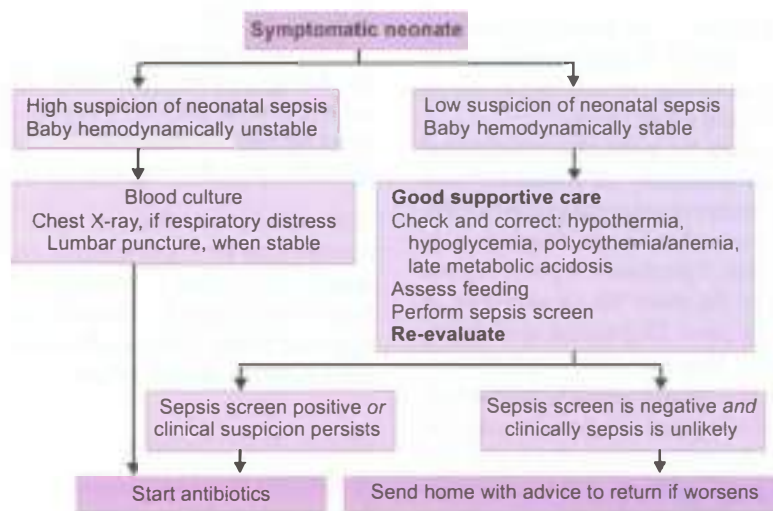 Symptomatic neonate
High suspicion of neonatal sepsis
Baby hemodynamically unstable
Low suspicion of neonatal sepsis
Baby hemodynamically stable
Blood culture
Chest X-ray, if respiratory distress
Lumbar puncture, when stable
Good supportive care
Check and correct: hypothermia,
hypoglycemia, polycythemia/anemia,
late metabolic acidosis
Assess feeding
Perform sepsis screen
Re-evaluate
Sepsis screen positive or
clinical suspicion persists
Sepsis screen is negative and
clinically sepsis is unlikely
Start antibiotics
Send home with advice to return if worsens